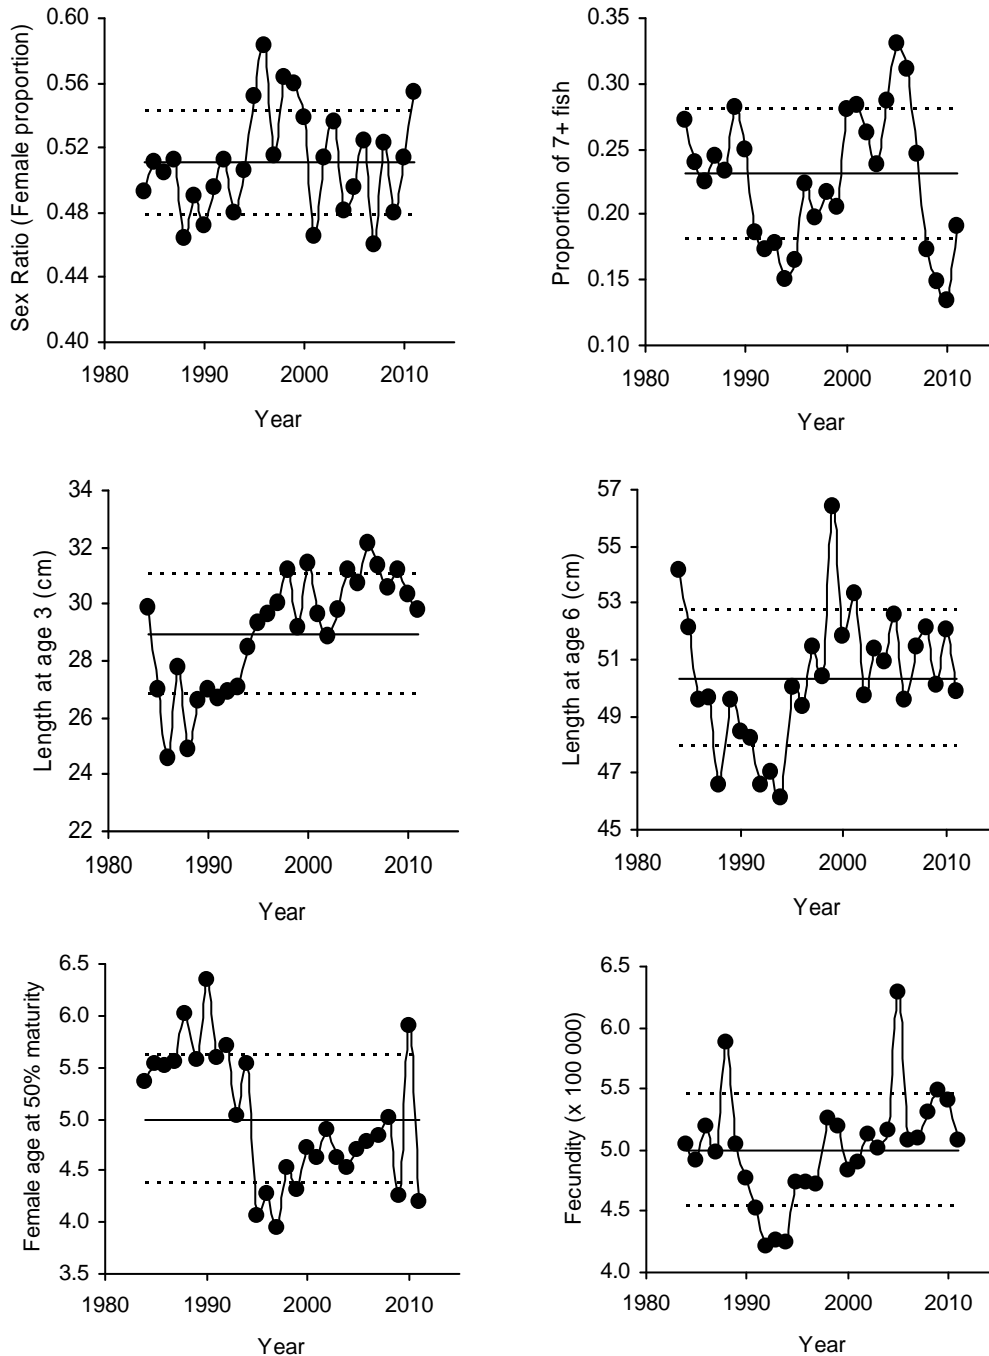 Sex Ratio (Female proportion)
0.60
0.56
0.52
0.48
0.44
0.40
1980 1990 2000 2010
Year
Proportion of 7+ fish
0.35
0.30
0.25
0.20
0.15
0.10
1980 1990 2000 2010
Year
Length at age 3 (cm)
34
32
30
28
26
24
22
1980 1990 2000 2010
Year
Length at age 6 (cm)
57
55
53
51
49
47
45
1980 1990 2000 2010
Year
Female age at 50% maturity
6.5
6.0
5.5
5.0
4.5
4.0
3.5
1980 1990 2000 2010
Year
Fecundity (x 100 000)
6.5
6.0
5.5
5.0
4.5
4.0
1980 1990 2000 2010
Year